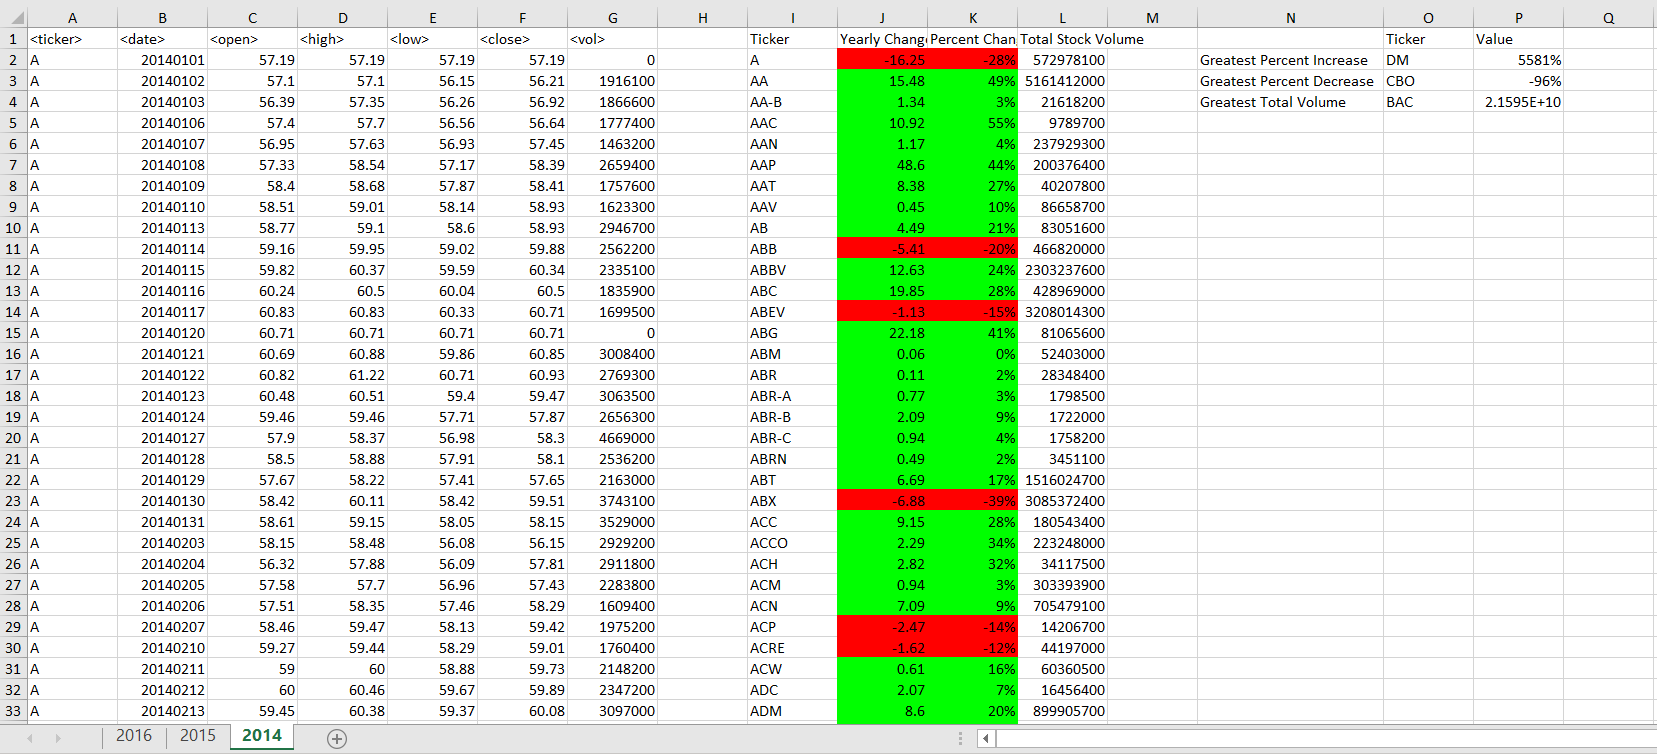 A B C D E F G H I J K L M N O P Q
1 <ticker> <date> <open> <high> <low> <close> <vol> Ticker Yearly Chang Percent Chan Total Stock Volume Ticker Value
2 A 20140101 57.19 57.19 57.19 57.19 0 A -16.25 -28% 572978100 Greatest Percent Increase DM 5581%
3 A 20140102 57.1 57.1 56.15 56.21 1916100 AA 15.48 49% 5161412000 Greatest Percent Decrease CBO -96%
4 A 20140103 56.39 57.35 56.26 56.92 1866600 AA-B 1.34 3% 21618200 Greatest Total Volume BAC 2.1595E+10
5 A 20140106 57.4 57.7 56.56 56.64 1777400 AAC 10.92 55% 9789700
6 A 20140107 56.95 57.63 56.93 57.45 1463200 AAN 1.17 4% 237929300
7 A 20140108 57.33 58.54 57.17 58.39 2659400 AAP 48.6 44% 200376400
8 A 20140109 58.4 58.68 57.87 58.41 1757600 AAT 8.38 27% 40207800
9 A 20140110 58.51 59.01 58.14 58.93 1623300 AAV 0.45 10% 86658700
10 A 20140113 58.77 59.1 58.6 58.93 2946700 AB 4.49 21% 83051600
11 A 20140114 59.16 59.95 59.02 59.88 2562200 ABB -5.41 -20% 466820000
12 A 20140115 59.82 60.37 59.59 60.34 2335100 ABBV 12.63 24% 2303237600
13 A 20140116 60.24 60.5 60.04 60.5 1835900 ABC 19.85 28% 428969000
14 A 20140117 60.83 60.83 60.33 60.71 1699500 ABEV -1.13 -15% 3208014300
15 A 20140120 60.71 60.71 60.71 60.71 0 ABG 22.18 41% 81065600
16 A 20140121 60.69 60.88 59.86 60.85 3008400 ABM 0.06 0% 52403000
17 A 20140122 60.82 61.22 60.71 60.93 2769300 ABR 0.11 2% 28348400
18 A 20140123 60.48 60.51 59.4 59.47 3063500 ABR-A 0.77 3% 1798500
19 A 20140124 59.46 59.46 57.71 57.87 2656300 ABR-B 2.09 9% 1722000
20 A 20140127 57.9 58.37 56.98 58.3 4669000 ABR-C 0.94 4% 1758200
21 A 20140128 58.5 58.88 57.91 58.1 2536200 ABRN 0.49 2% 3451100
22 A 20140129 57.67 58.22 57.41 57.65 2163000 ABT 6.69 17% 1516024700
23 A 20140130 58.42 60.11 58.42 59.51 3743100 ABX -6.88 -39% 3085372400
24 A 20140131 58.61 59.15 58.05 58.15 3529000 ACC 9.15 28% 180543400
25 A 20140203 58.15 58.48 56.08 56.15 2929200 ACCO 2.29 34% 223248000
26 A 20140204 56.32 57.88 56.09 57.81 2911800 ACH 2.82 32% 34117500
27 A 20140205 57.58 57.7 56.96 57.43 2283800 ACM 0.94 3% 303393900
28 A 20140206 57.51 58.35 57.46 58.29 1609400 ACN 7.09 9% 705479100
29 A 20140207 58.46 59.47 58.13 59.42 1975200 ACP -2.47 -14% 14206700
30 A 20140210 59.27 59.44 58.29 59.01 1760400 ACRE -1.62 -12% 44197000
31 A 20140211 59 60 58.88 59.73 2148200 ACW 0.61 16% 60360500
32 A 20140212 60 60.46 59.67 59.89 2347200 ADC 2.07 7% 16456400
33 A 20140213 59.45 60.38 59.37 60.08 3097000 ADM 8.6 20% 899905700
2016 2015 2014